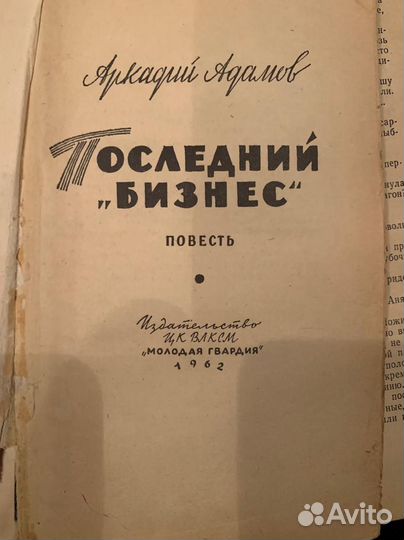 Аркадий Адамов
ПОСЛЕДНИЙ
„БИЗНЕС“
ПОВЕСТЬ
Издательство
ЦК ВЛКСМ
„МОЛОДАЯ ГВАРДИЯ“
1962
Avito